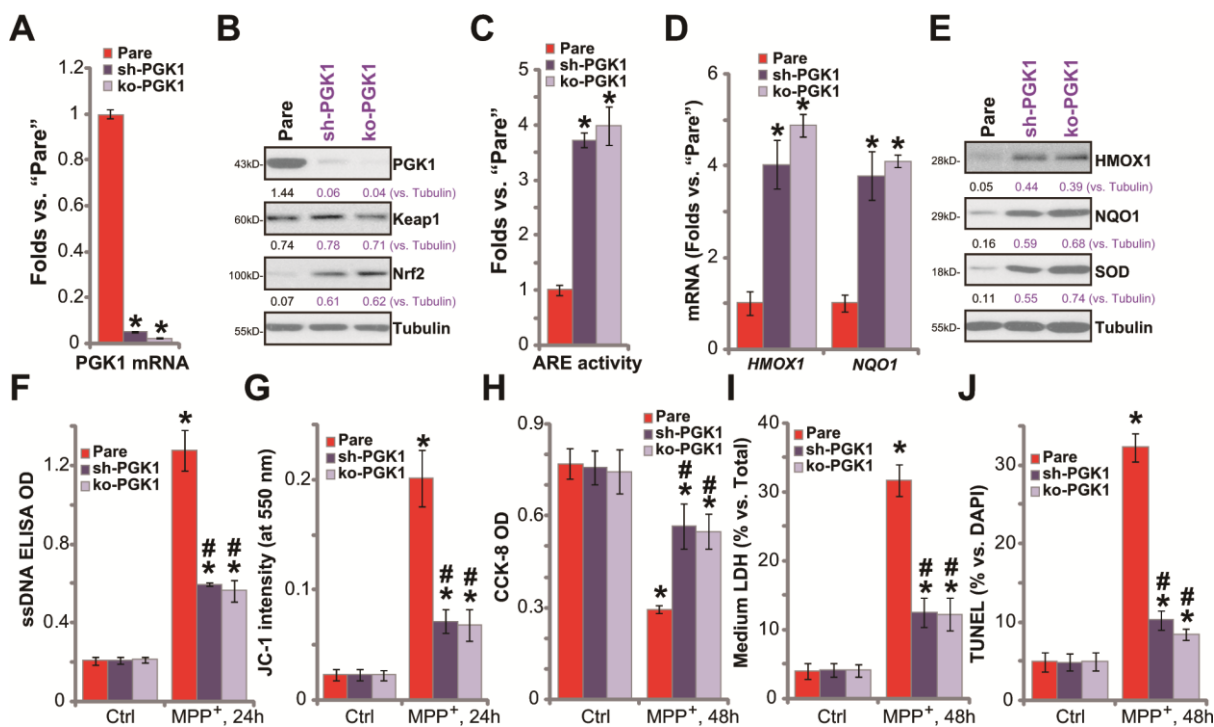 A
Pare
sh-PGK1
ko-PGK1
Folds vs. “Pare”
1.2
1
0.8
0.6
0.4
0.2
0
* *
PGK1 mRNA
B
Pare sh-PGK1 ko-PGK1
43kD- PGK1
1.44 0.06 0.04 (vs. Tubulin)
60kD- Keap1
0.74 0.78 0.71 (vs. Tubulin)
100kD- Nrf2
0.07 0.61 0.62 (vs. Tubulin)
55kD- Tubulin
C
Pare
sh-PGK1
ko-PGK1
Folds vs. “Pare”
5
4
3
2
1
0
* *
ARE activity
D
Pare
sh-PGK1
ko-PGK1
mRNA (Folds vs. “Pare”)
6
4
2
0
* * * *
HMOX1 NQO1
E
Pare sh-PGK1 ko-PGK1
28kD- HMOX1
0.05 0.44 0.39 (vs. Tubulin)
29kD- NQO1
0.16 0.59 0.68 (vs. Tubulin)
18kD- SOD
0.11 0.55 0.74 (vs. Tubulin)
55kD- Tubulin
F
Pare
sh-PGK1
ko-PGK1
ssDNA ELISA OD
1.2
0.9
0.6
0.3
0
*
# #
* *
Ctrl MPP+, 24h
G
Pare
sh-PGK1
ko-PGK1
JC-1 intensity (at 550 nm)
0.2
0.1
0
*
# #
* *
Ctrl MPP+, 24h
H
Pare
sh-PGK1
ko-PGK1
CCK-8 OD
0.9
0.6
0.3
0
# #
* * *
Ctrl MPP+, 48h
I
Pare
sh-PGK1
ko-PGK1
Medium LDH (% vs. Total)
40
35
30
25
20
15
10
5
0
*
# #
* *
Ctrl MPP+, 48h
J
Pare
sh-PGK1
ko-PGK1
TUNEL (% vs. DAPI)
30
20
10
0
*
# #
* *
Ctrl MPP+, 48h